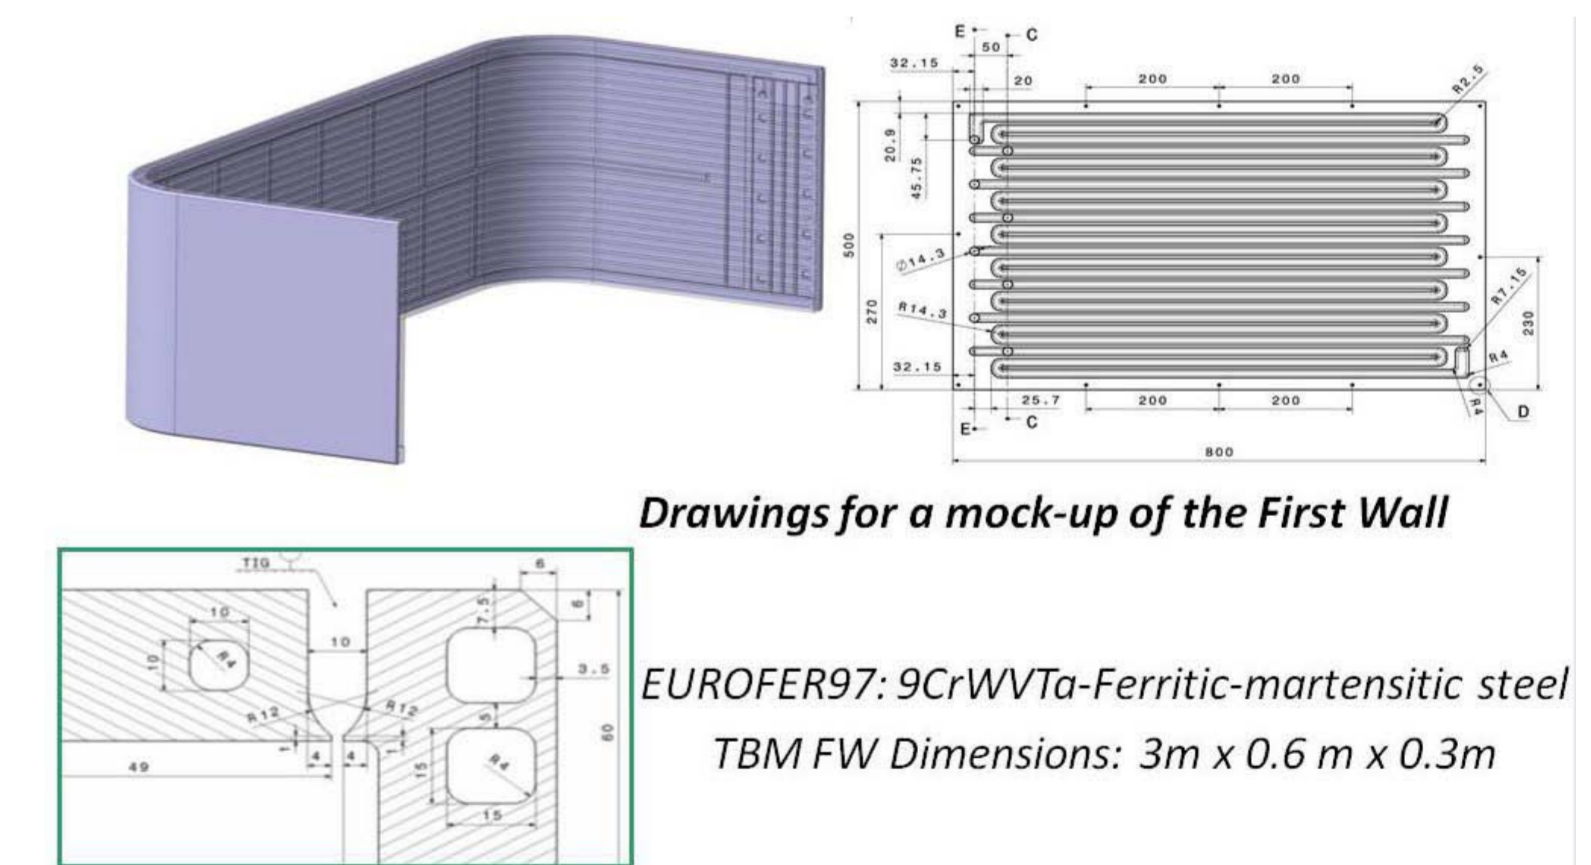 E
C
50
32.15
20
200
200
R2.5
20.9
45.75
500
Ø14.3
270
R14.3
R7.15
230
32.15
R4
25.7
200
200
R4
D
E
C
800
Drawings for a mock-up of the First Wall
TIG
6
7.5
6
10
10
10
R4
3.5
R12
R12
5
60
1
1
4
4
49
15
R4
15
EUROFER97: 9CrWVTa-Ferritic-martensitic steel
TBM FW Dimensions: 3m x 0.6 m x 0.3m